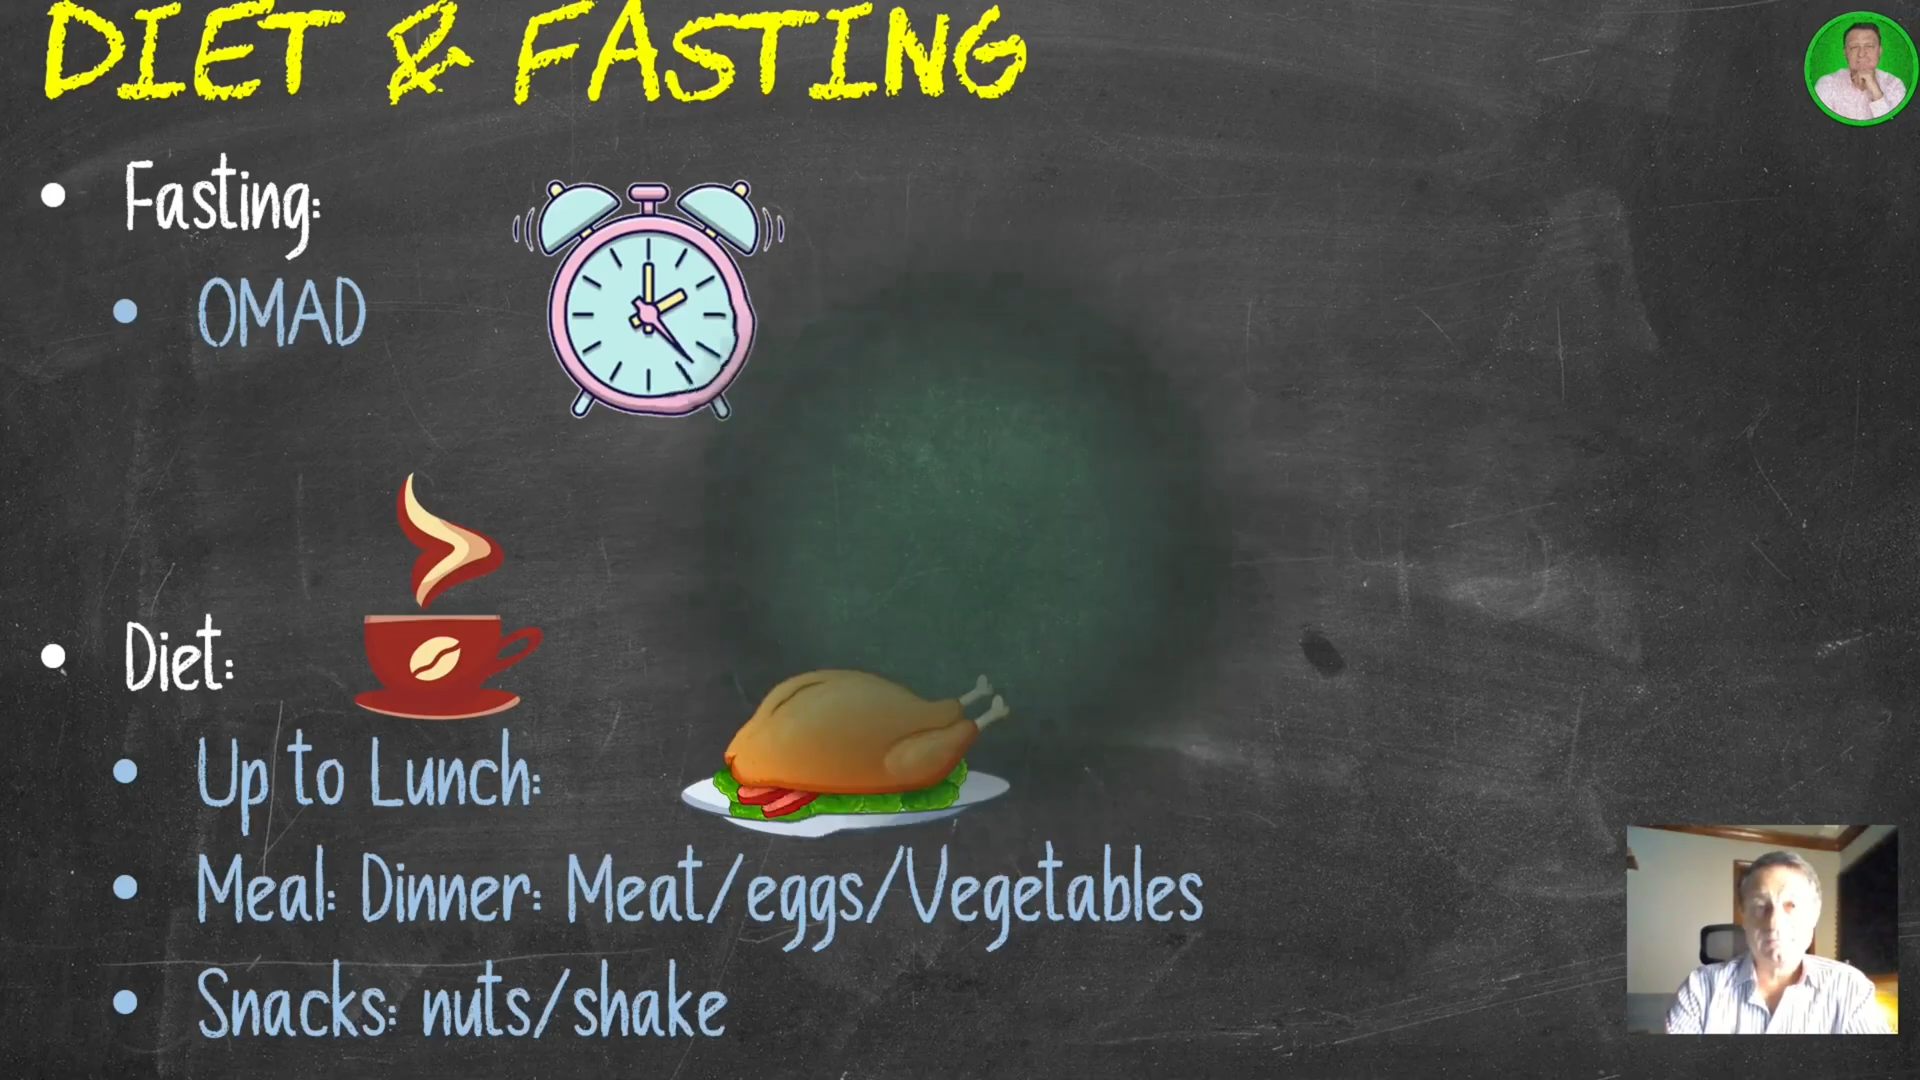 DIET & FASTING
• Fasting:
• OMAD
• Diet:
• Up to Lunch:
• Meal: Dinner: Meat/eggs/Vegetables
• Snacks: nuts/shake